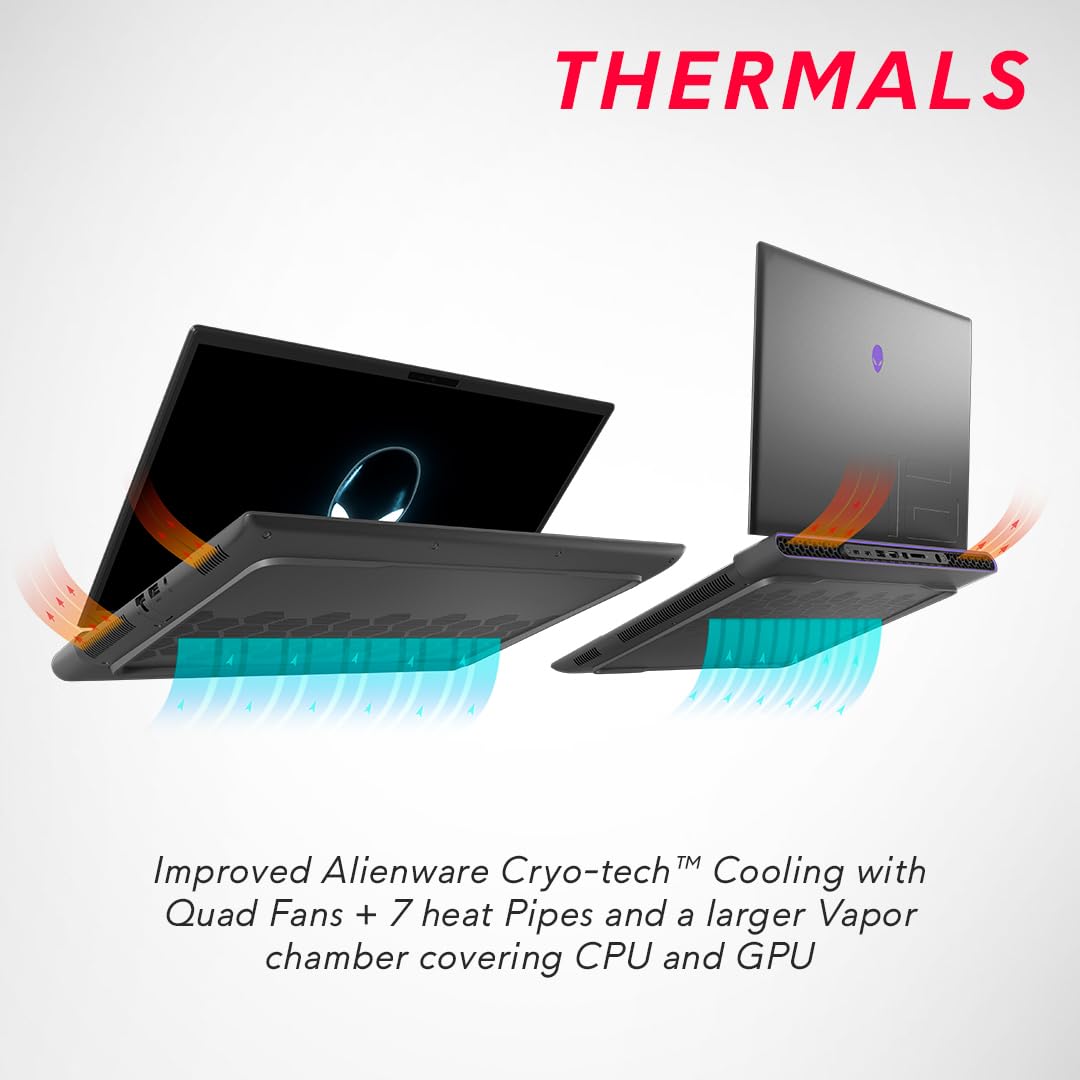 THERMALS
Improved Alienware Cryo-tech™ Cooling with
Quad Fans + 7 heat Pipes and a larger Vapor
chamber covering CPU and GPU